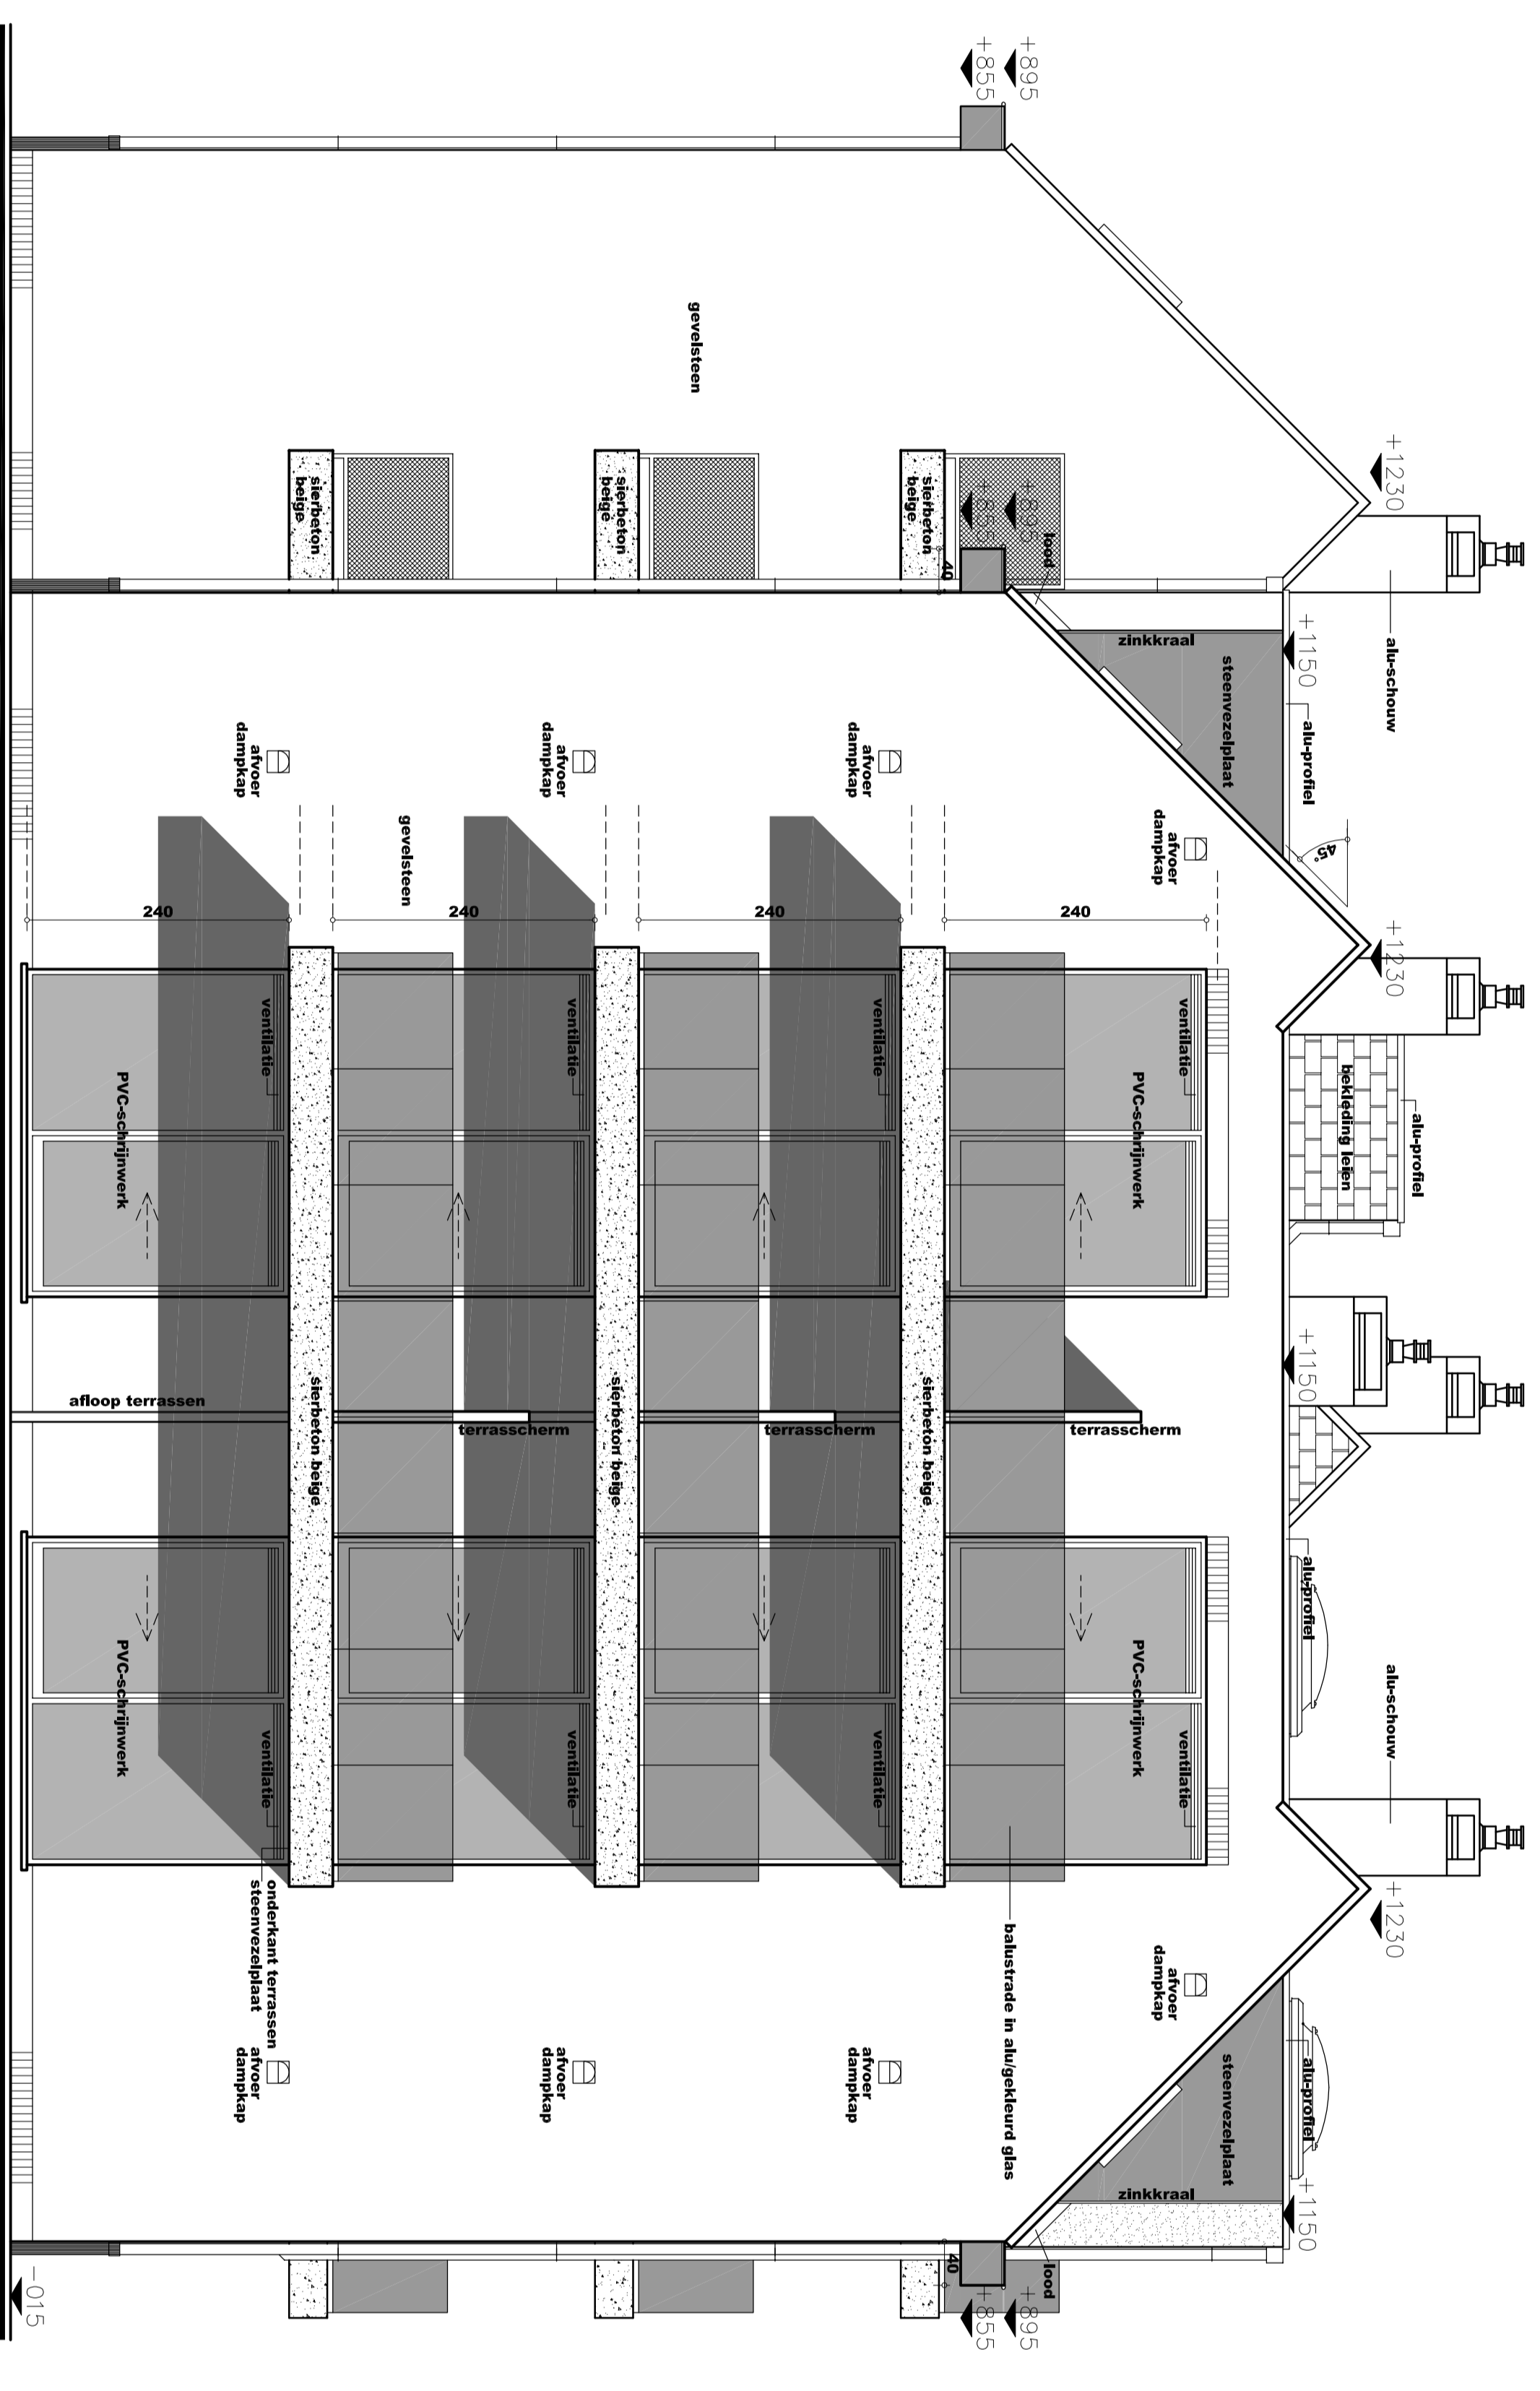 alu-profiel
+1230
alu-schouw
+1230
alu-schouw
+1230
bekleding leien
45°
+1150
alu-profiel
+1150
alu-profiel
alu-profiel
+1150
steenvezelplaat
steenvezelplaat
ventilatie
ventilatie
afvoer
dampkap
afvoer
dampkap
zinkkraal
zinkkraal
PVC-schrijnwerk
PVC-schrijnwerk
terrasscherm
240
lood
lood
+895
+895
+895
balustrade in alu/gekleurd glas
+855
+855
+855
40
40
sierbeton
beige
sierbeton beige
afvoer
dampkap
afvoer
dampkap
ventilatie
ventilatie
terrasscherm
240
gevelsteen
sierbeton
beige
sierbeton beige
afvoer
dampkap
afvoer
dampkap
ventilatie
ventilatie
terrasscherm
240
gevelsteen
sierbeton
beige
sierbeton beige
afvoer
dampkap
afvoer
dampkap
ventilatie
ventilatie
onderkant terrassen
steenvezelplaat
240
PVC-schrijnwerk
PVC-schrijnwerk
afloop terrassen
-015